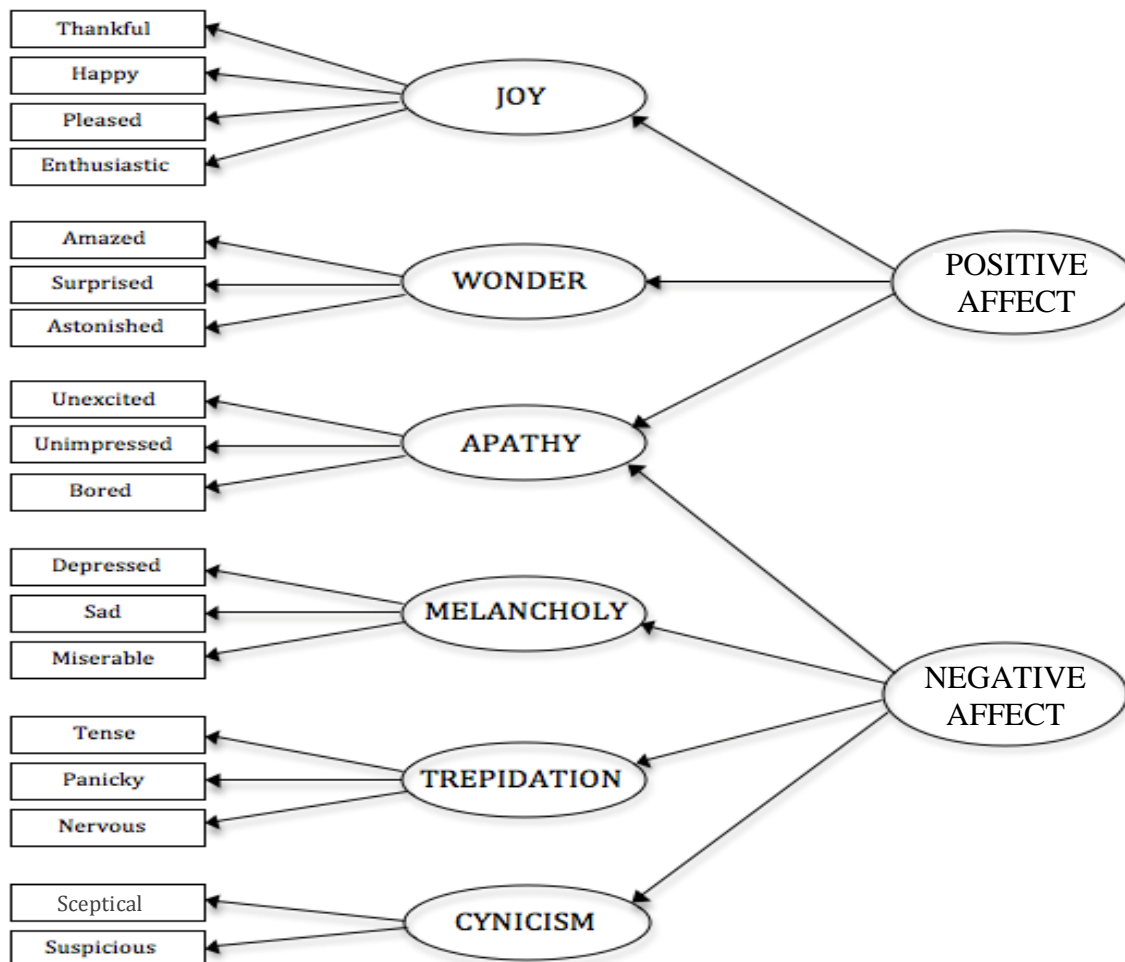 Thankful
Happy
Pleased
Enthusiastic
JOY
Amazed
Surprised
Astonished
WONDER
POSITIVE
AFFECT
Unexcited
Unimpressed
Bored
APATHY
Depressed
Sad
Miserable
MELANCHOLY
NEGATIVE
AFFECT
Tense
Panicky
Nervous
TREPIDATION
Sceptical
Suspicious
CYNICISM